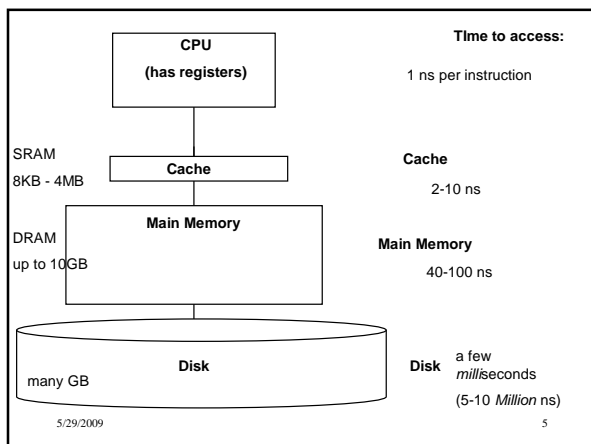 CPU
(has registers)
TIme to access:
1 ns per instruction
SRAM
8KB - 4MB
Cache
Cache
2-10 ns
Main Memory
DRAM
up to 10GB
Main Memory
40-100 ns
Disk
many GB
Disk
a few
milliseconds
(5-10 Million ns)
5/29/2009
5